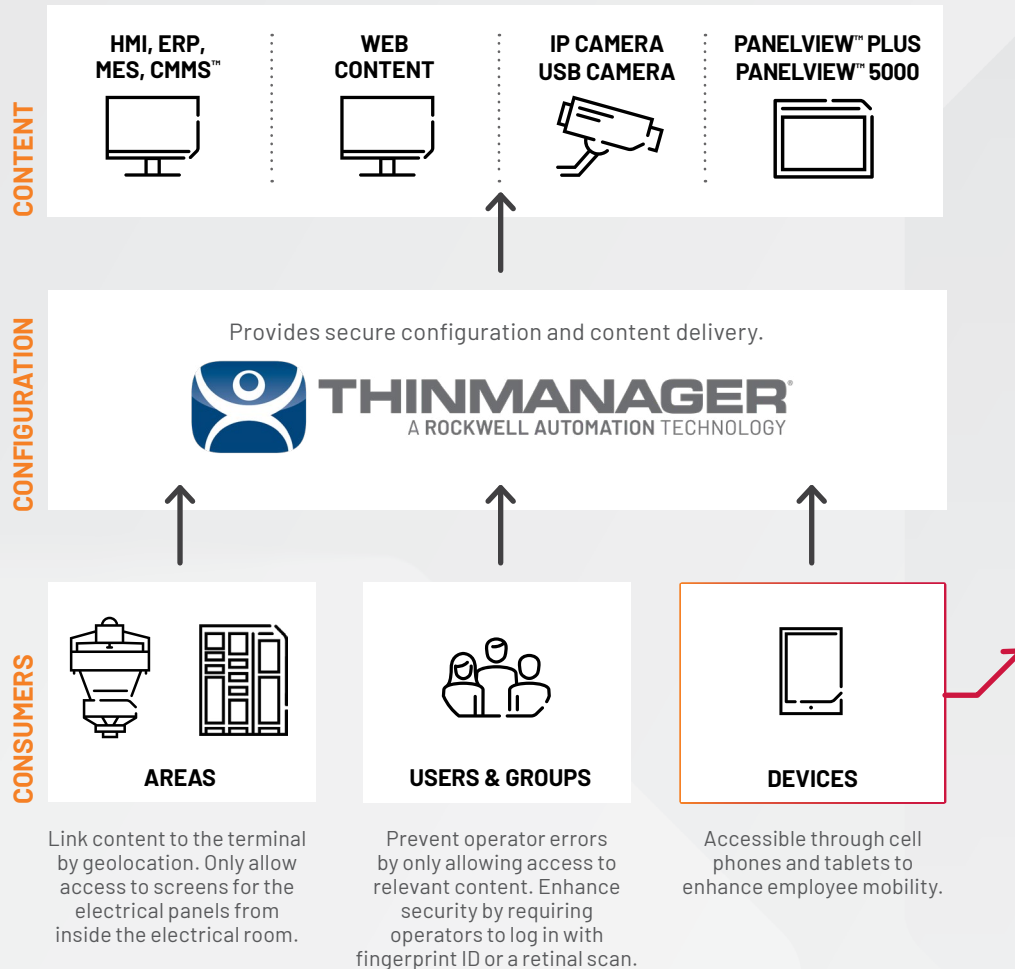 CONTENT
HMI, ERP,
MES, CMMS™
WEB
CONTENT
IP CAMERA
USB CAMERA
PANELVIEW™ PLUS
PANELVIEW™ 5000
CONFIGURATION
Provides secure configuration and content delivery.
THINMANAGER®
A ROCKWELL AUTOMATION TECHNOLOGY
CONSUMERS
AREAS
Link content to the terminal
by geolocation. Only allow
access to screens for the
electrical panels from
inside the electrical room.
USERS & GROUPS
Prevent operator errors
by only allowing access to
relevant content. Enhance
security by requiring
operators to log in with
fingerprint ID or a retinal scan.
DEVICES
Accessible through cell
phones and tablets to
enhance employee mobility.